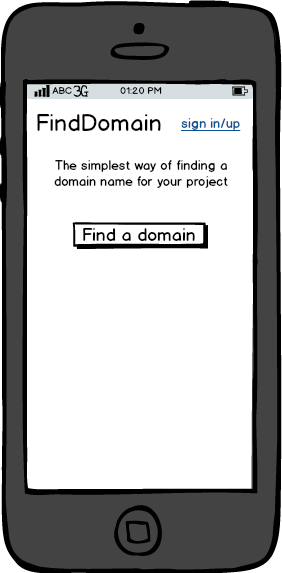 ABC 3G 01:20 PM
FindDomain sign in/up
The simplest way of finding a
domain name for your project
Find a domain